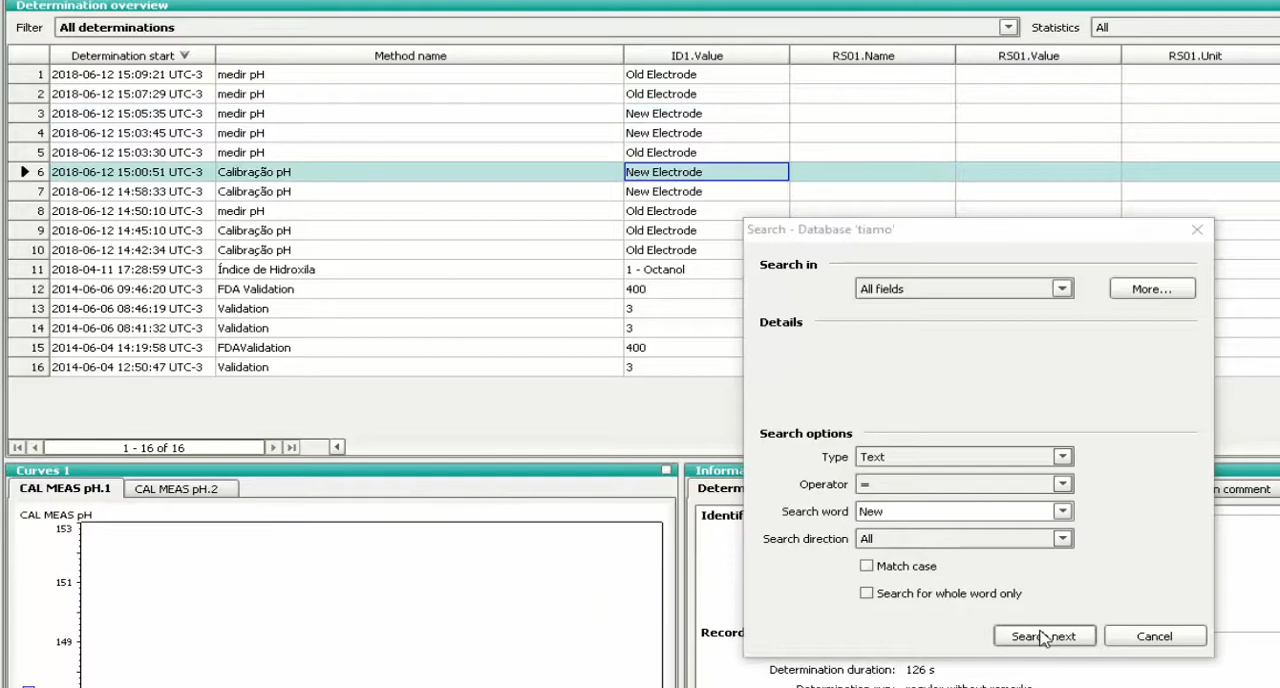 Determination overview
Filter All determinations Statistics All
Determination start Method name ID1.Value RS01.Name RS01.Value RS01.Unit
1 2018-06-12 15:09:21 UTC-3 medir pH Old Electrode
2 2018-06-12 15:07:29 UTC-3 medir pH Old Electrode
3 2018-06-12 15:05:35 UTC-3 medir pH New Electrode
4 2018-06-12 15:03:45 UTC-3 medir pH New Electrode
5 2018-06-12 15:03:30 UTC-3 medir pH Old Electrode
6 2018-06-12 15:00:51 UTC-3 Calibração pH New Electrode
7 2018-06-12 14:58:33 UTC-3 Calibração pH New Electrode
8 2018-06-12 14:50:10 UTC-3 medir pH Old Electrode
9 2018-06-12 14:45:10 UTC-3 Calibração pH Old Electrode
10 2018-06-12 14:42:34 UTC-3 Calibração pH Old Electrode
11 2018-04-11 17:28:59 UTC-3 Índice de Hidroxila 1 - Octanol
12 2014-06-06 09:46:20 UTC-3 FDA Validation 400
13 2014-06-06 08:46:19 UTC-3 Validation 3
14 2014-06-06 08:41:32 UTC-3 Validation 3
15 2014-06-04 14:19:58 UTC-3 FDAValidation 400
16 2014-06-04 12:50:47 UTC-3 Validation 3
1 - 16 of 16
Search - Database 'tiamo'
Search in
All fields More...
Details
Search options
Type Text
Operator =
Search word New
Search direction All
Match case
Search for whole word only
Search next Cancel
Curves 1
CAL MEAS pH.1 CAL MEAS pH.2
CAL MEAS pH
153
151
149
Informa
Determ n comment
Identif
Record
Determination duration: 126 s